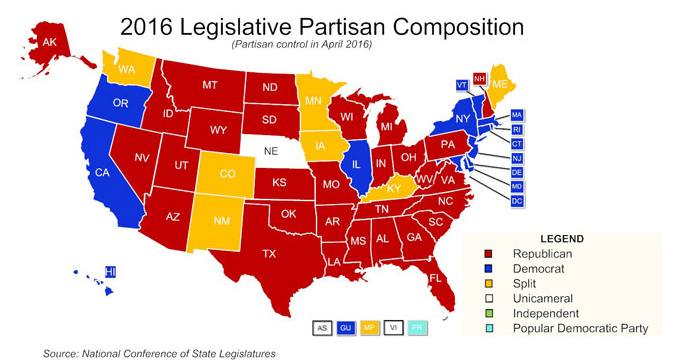 2016 Legislative Partisan Composition
(Partisan control in April 2016)
AK
WA
MT
ND
MN
ME
VT
NH
OR
ID
SD
WI
MI
NY
MA
RI
CT
NJ
DE
MD
DC
WY
NE
IA
PA
CA
NV
UT
CO
KS
MO
IL
IN
OH
WV
VA
KY
NC
AZ
NM
OK
AR
TN
SC
TX
LA
MS
AL
GA
FL
HI
AS
GU
MP
VI
PR
LEGEND
Republican
Democrat
Split
Unicameral
Independent
Popular Democratic Party
Source: National Conference of State Legislatures